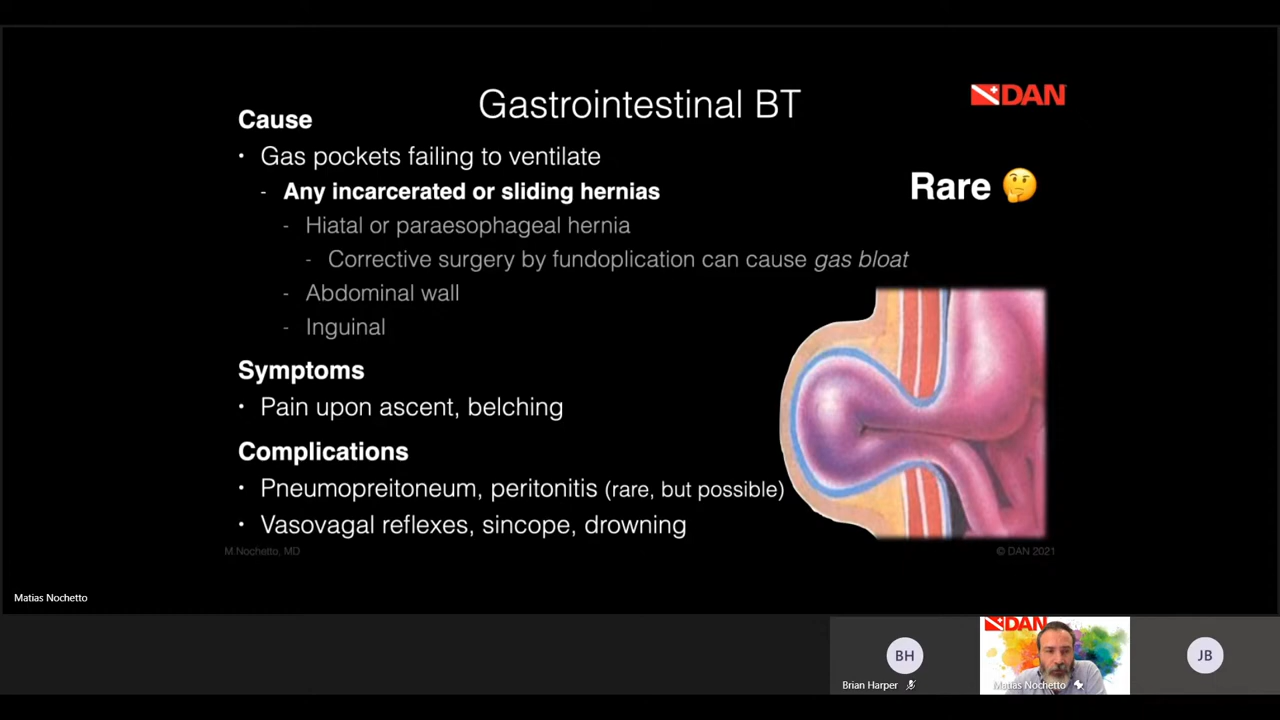 Gastrointestinal BT
DAN
Cause
• Gas pockets failing to ventilate
- Any incarcerated or sliding hernias
- Hiatal or paraesophageal hernia
- Corrective surgery by fundoplication can cause gas bloat
- Abdominal wall
- Inguinal
Rare 🤔
Symptoms
• Pain upon ascent, belching
Complications
• Pneumopreitoneum, peritonitis (rare, but possible)
• Vasovagal reflexes, sincope, drowning
M.Nochetto, MD
© DAN 2021
Matias Nochetto
BH
Brian Harper
DAN
Matias Nochetto
JB